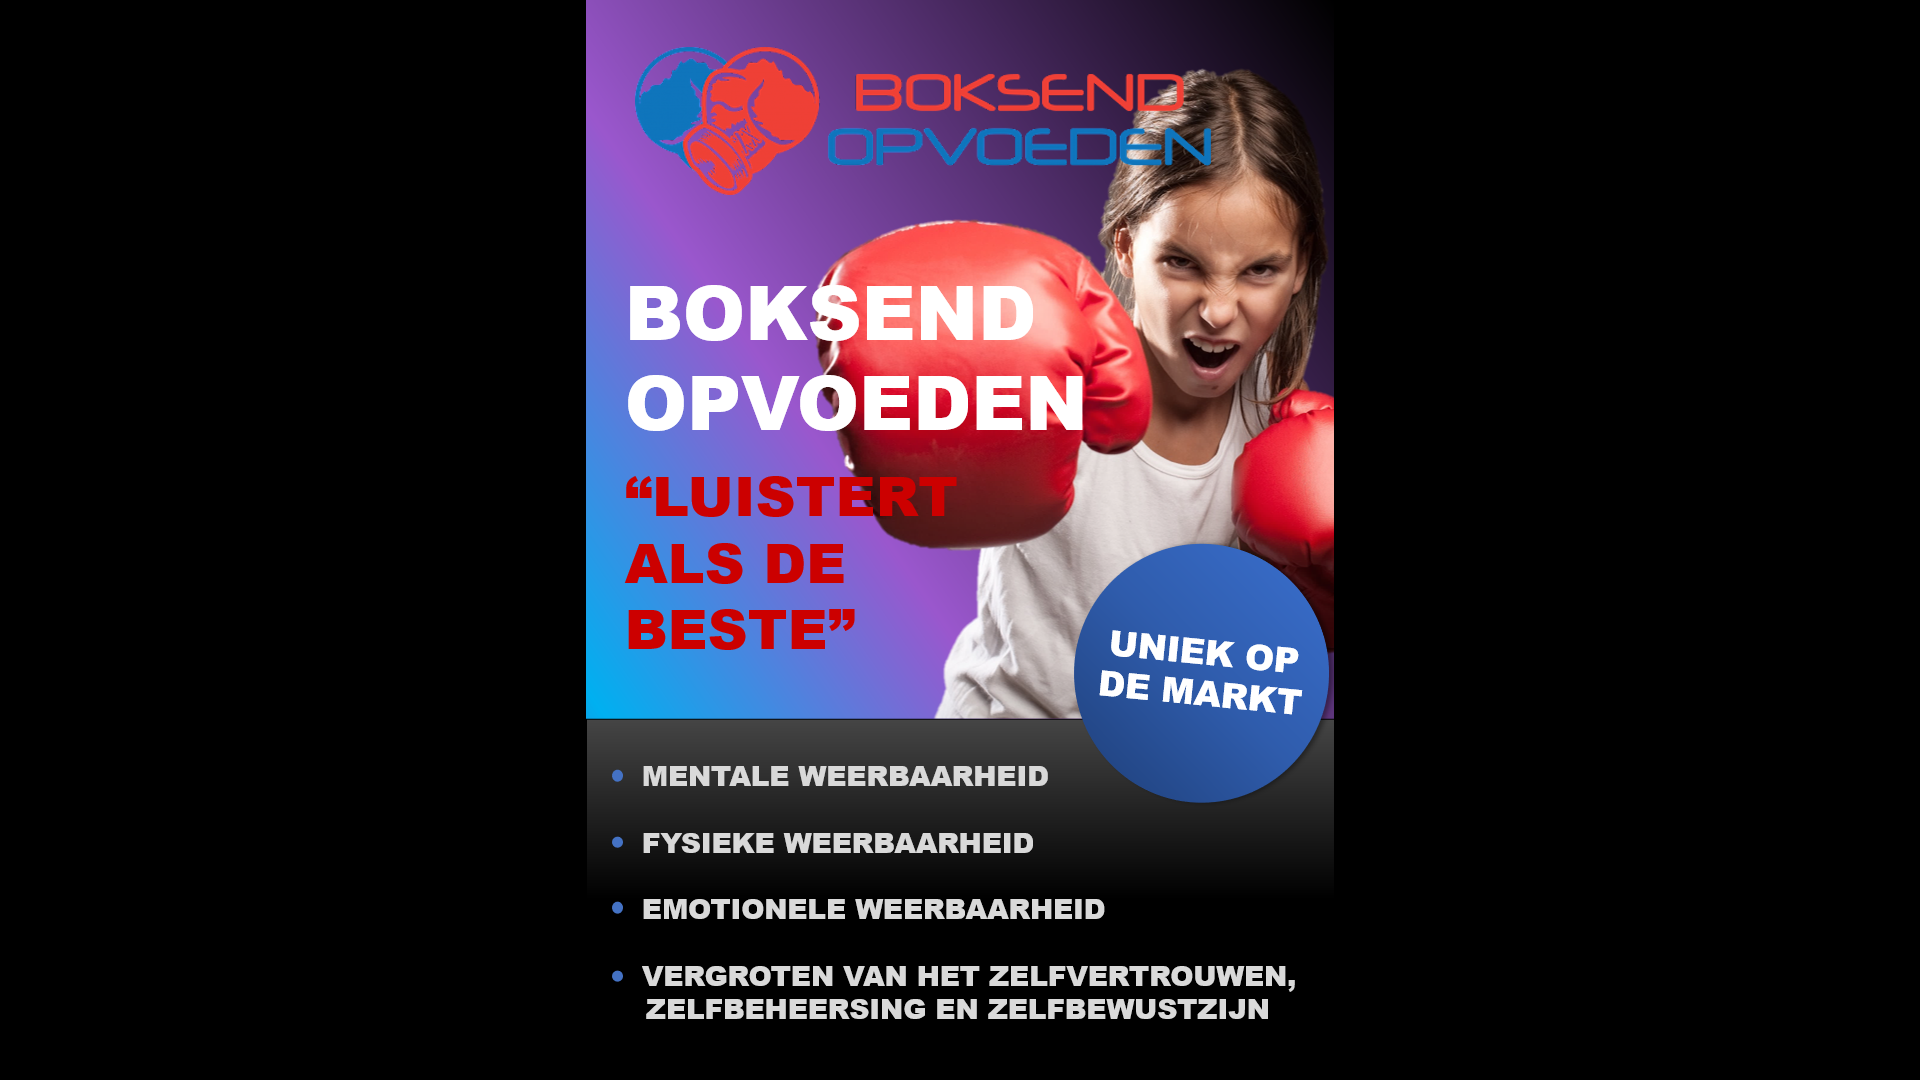 BOKSEND
OPVOEDEN
BOKSEND
OPVOEDEN
“LUISTERT
ALS DE
BESTE”
UNIEK OP
DE MARKT
• MENTALE WEERBAARHEID
• FYSIEKE WEERBAARHEID
• EMOTIONELE WEERBAARHEID
• VERGROTEN VAN HET ZELFVERTROUWEN,
ZELFBEHEERSING EN ZELFBEWUSTZIJN